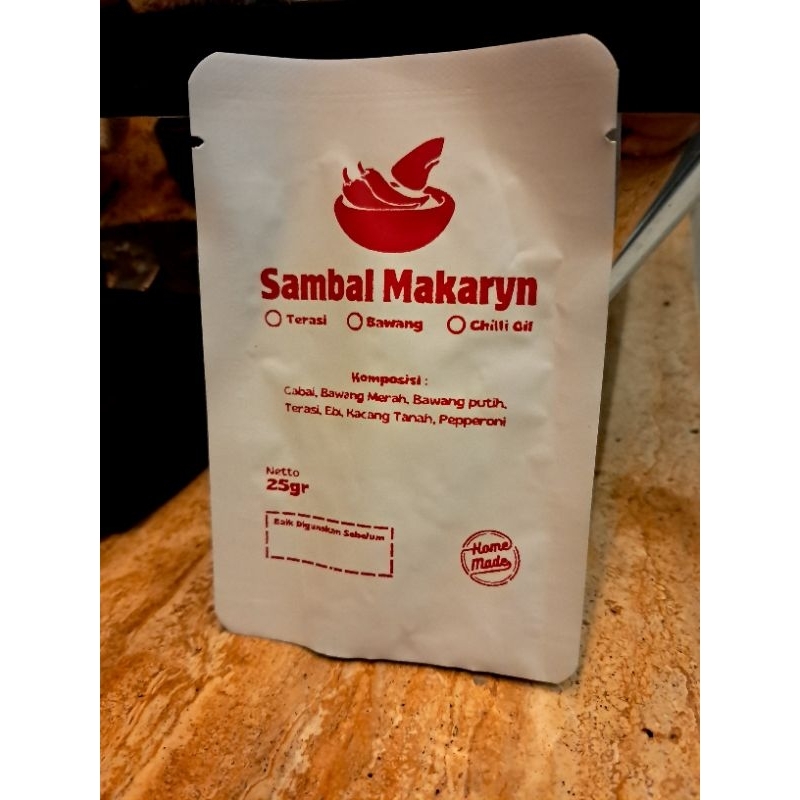 Sambal Makaryn
Terasi Bawang Chilli Oil
Komposisi :
Cabai, Bawang Merah, Bawang putih,
Terasi, Ebi, Kacang Tanah, Pepperoni
Netto
25gr
Baik Digunakan Sebelum
Home
Made